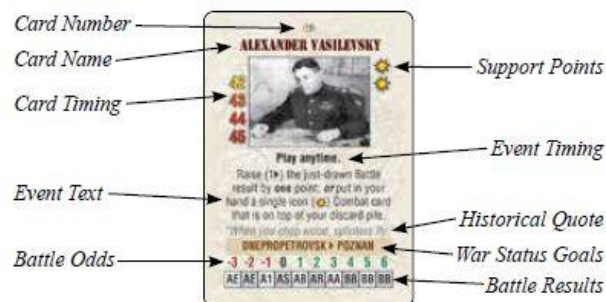 Card Number
Card Name
Card Timing
Event Text
Battle Odds
ALEXANDER VASILEVSKY
42
43
44
45
Play anytime.
Raise (1▶) the just-drawn Battle
result by one point; or put in your
hand a single icon (☼) Combat card
that is on top of your discard pile.
"When you chop wood, splinters fly
DNEPROPETROVSK ▶ POZNAN
-3 -2 -1 0 1 2 3 4 5 6
AE AE A1 AS AB AR AA BB BB BB
Support Points
Event Timing
Historical Quote
War Status Goals
Battle Results